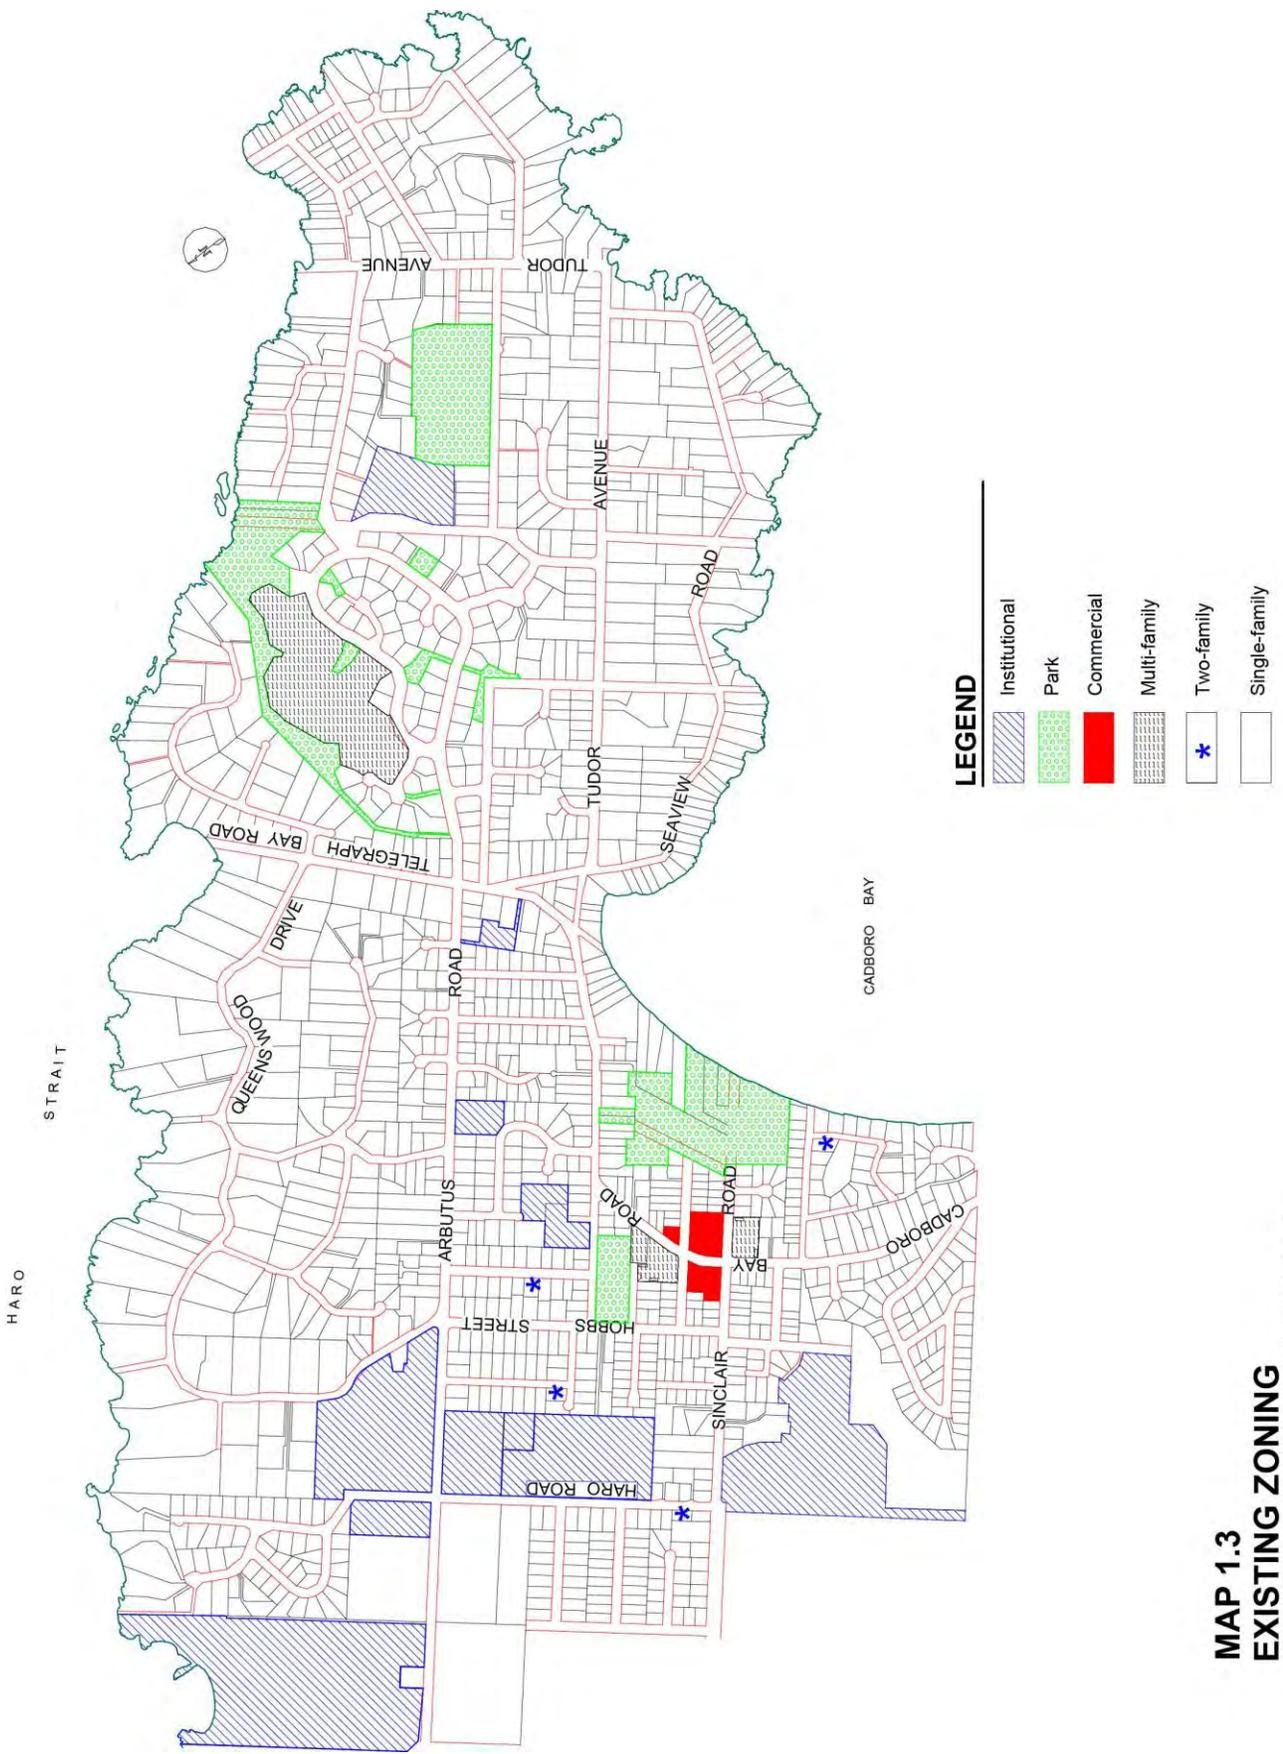 HARO
STRAIT
TUDOR
AVENUE
AVENUE
ROAD
TUDOR
SEAVIEW
TELEGRAPH
BAY ROAD
DRIVE
QUEENSWOOD
ROAD
ARBUTUS
CADBORO BAY
ROAD
ROAD
BAY
CADBORO
HOBBS
STREET
SINCLAIR
HARO ROAD
N
LEGEND
Institutional
Park
Commercial
Multi-family
* Two-family
Single-family
MAP 1.3
EXISTING ZONING